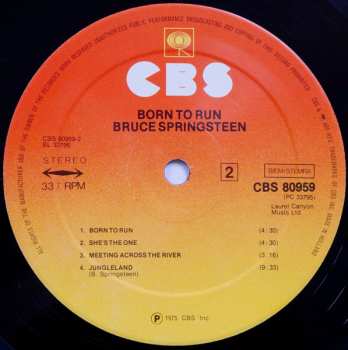 CBS
BORN TO RUN
BRUCE SPRINGSTEEN
CBS 80959-2
BL 33795
STEREO
33⅓ RPM
2
BIEM/STEMRA
CBS 80959
(PC 33795)
Laurel Canyon
Music Ltd
1. BORN TO RUN (4:30)
2. SHE'S THE ONE (4:30)
3. MEETING ACROSS THE RIVER (3:16)
4. JUNGLELAND (9:33)
(B. Springsteen)
℗ 1975 CBS Inc